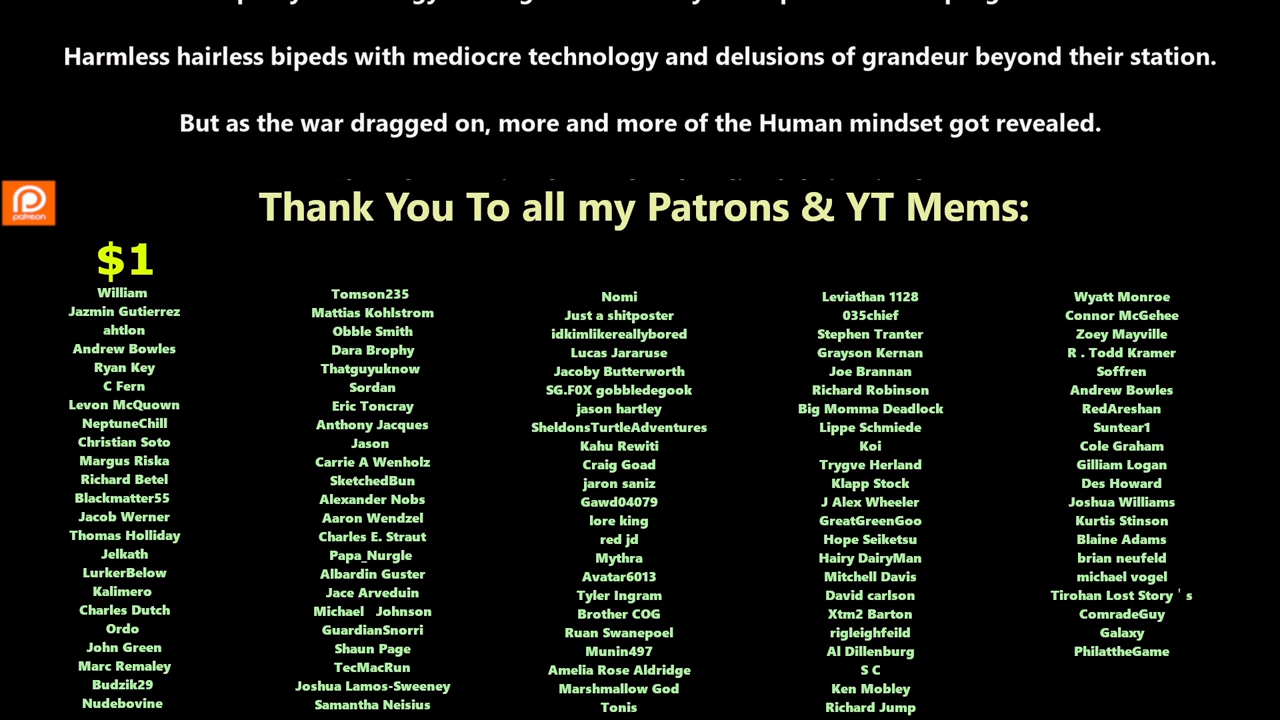 Harmless hairless bipeds with mediocre technology and delusions of grandeur beyond their station.
But as the war dragged on, more and more of the Human mindset got revealed.
patreon
Thank You To all my Patrons & YT Mems:
$1
William
Jazmin Gutierrez
ahtlon
Andrew Bowles
Ryan Key
C Fern
Levon McQuown
NeptuneChill
Christian Soto
Margus Riska
Richard Betel
Blackmatter55
Jacob Werner
Thomas Holliday
Jelkath
LurkerBelow
Kalimero
Charles Dutch
Ordo
John Green
Marc Remaley
Budzik29
Nudebovine
Tomson235
Mattias Kohlstrom
Obble Smith
Dara Brophy
Thatguyuknow
Sordan
Eric Toncray
Anthony Jacques
Jason
Carrie A Wenholz
SketchedBun
Alexander Nobs
Aaron Wendzel
Charles E. Straut
Papa_Nurgle
Albardin Guster
Jace Arveduin
Michael Johnson
GuardianSnorri
Shaun Page
TecMacRun
Joshua Lamos-Sweeney
Samantha Neisius
Nomi
Just a shitposter
idkimlikereallybored
Lucas Jararuse
Jacoby Butterworth
SG.F0X gobbledegook
jason hartley
SheldonsTurtleAdventures
Kahu Rewiti
Craig Goad
jaron saniz
Gawd04079
lore king
red jd
Mythra
Avatar6013
Tyler Ingram
Brother COG
Ruan Swanepoel
Munin497
Amelia Rose Aldridge
Marshmallow God
Tonis
Leviathan 1128
035chief
Stephen Tranter
Grayson Kernan
Joe Brannan
Richard Robinson
Big Momma Deadlock
Lippe Schmiede
Koi
Trygve Herland
Klapp Stock
J Alex Wheeler
GreatGreenGoo
Hope Seiketsu
Hairy DairyMan
Mitchell Davis
David carlson
Xtm2 Barton
rigleighfeild
Al Dillenburg
S C
Ken Mobley
Richard Jump
Wyatt Monroe
Connor McGehee
Zoey Mayville
R . Todd Kramer
Soffren
Andrew Bowles
RedAreshan
Suntear1
Cole Graham
Gilliam Logan
Des Howard
Joshua Williams
Kurtis Stinson
Blaine Adams
brian neufeld
michael vogel
Tirohan Lost Story ' s
ComradeGuy
Galaxy
PhilattheGame